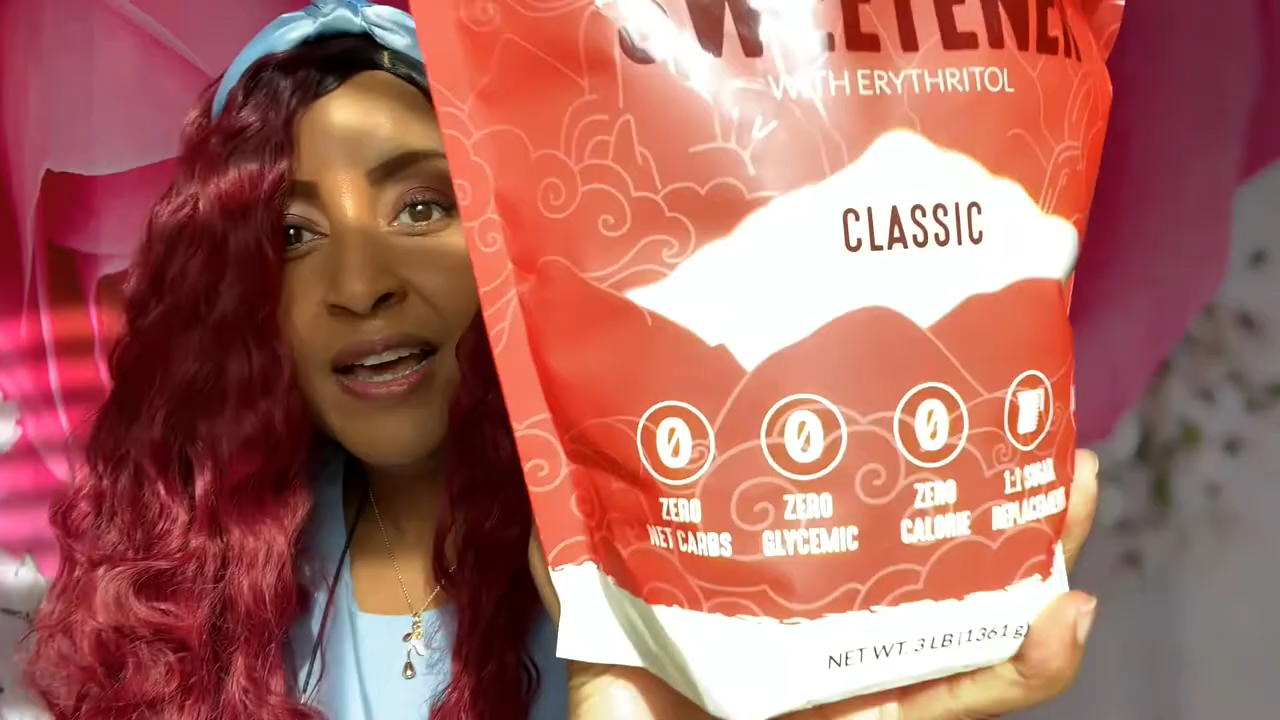 SWEETENER
WITH ERYTHRITOL
CLASSIC
0 0 0
ZERO NET CARBS
ZERO GLYCEMIC
ZERO CALORIE
1:1 SUGAR REPLACEMENT
NET WT. 3 LB (1361 g)